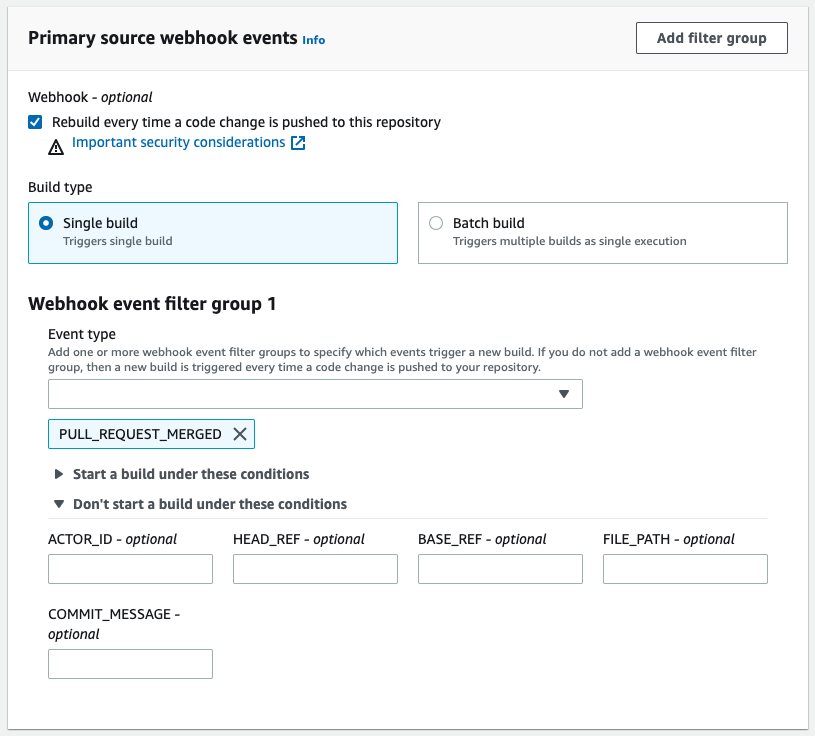 Primary source webhook events Info
Add filter group
Webhook - optional
Rebuild every time a code change is pushed to this repository
Important security considerations
Build type
Single build
Triggers single build
Batch build
Triggers multiple builds as single execution
Webhook event filter group 1
Event type
Add one or more webhook event filter groups to specify which events trigger a new build. If you do not add a webhook event filter
group, then a new build is triggered every time a code change is pushed to your repository.
PULL_REQUEST_MERGED
Start a build under these conditions
Don't start a build under these conditions
ACTOR_ID - optional
HEAD_REF - optional
BASE_REF - optional
FILE_PATH - optional
COMMIT_MESSAGE -
optional